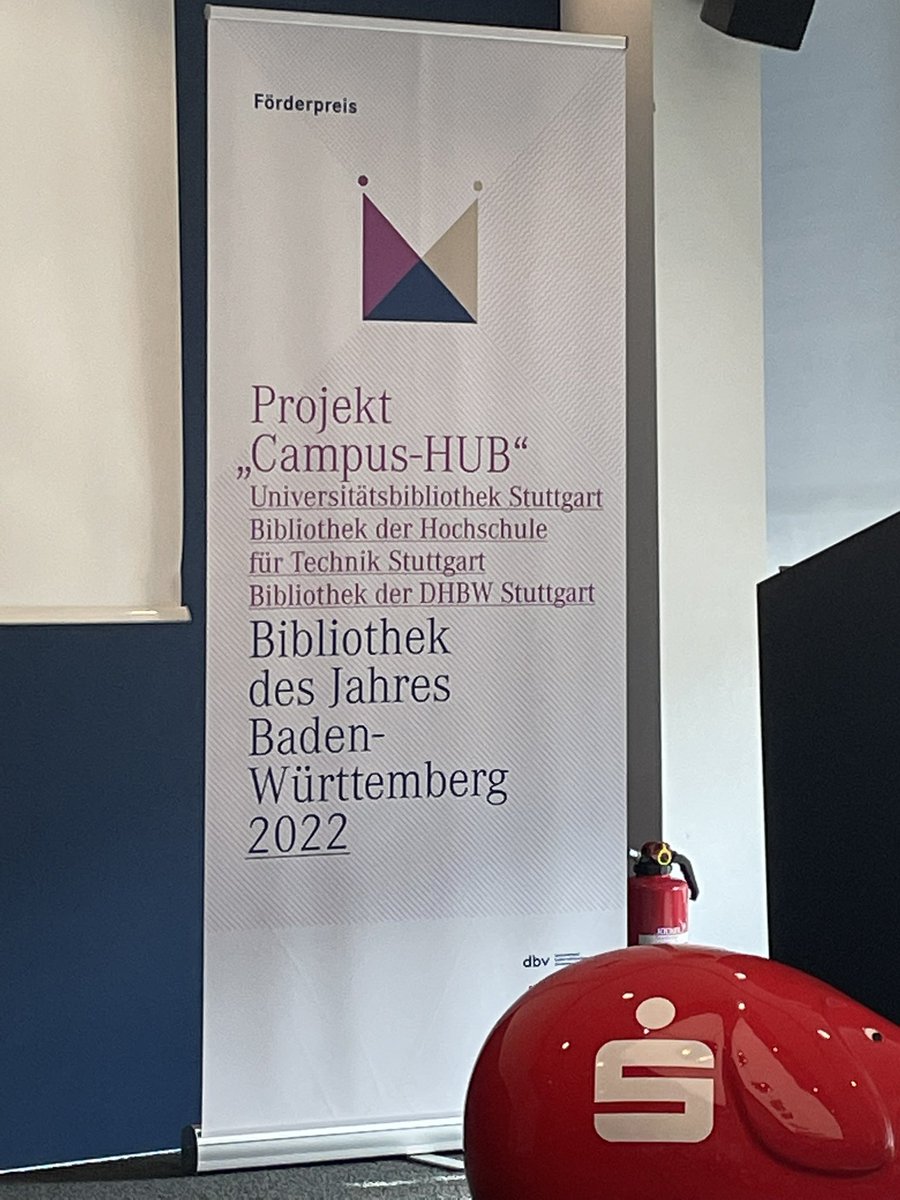 Förderpreis
Projekt
„Campus-HUB“
Universitätsbibliothek Stuttgart
Bibliothek der Hochschule
für Technik Stuttgart
Bibliothek der DHBW Stuttgart
Bibliothek
des Jahres
Baden-
Württemberg
2022
dbv